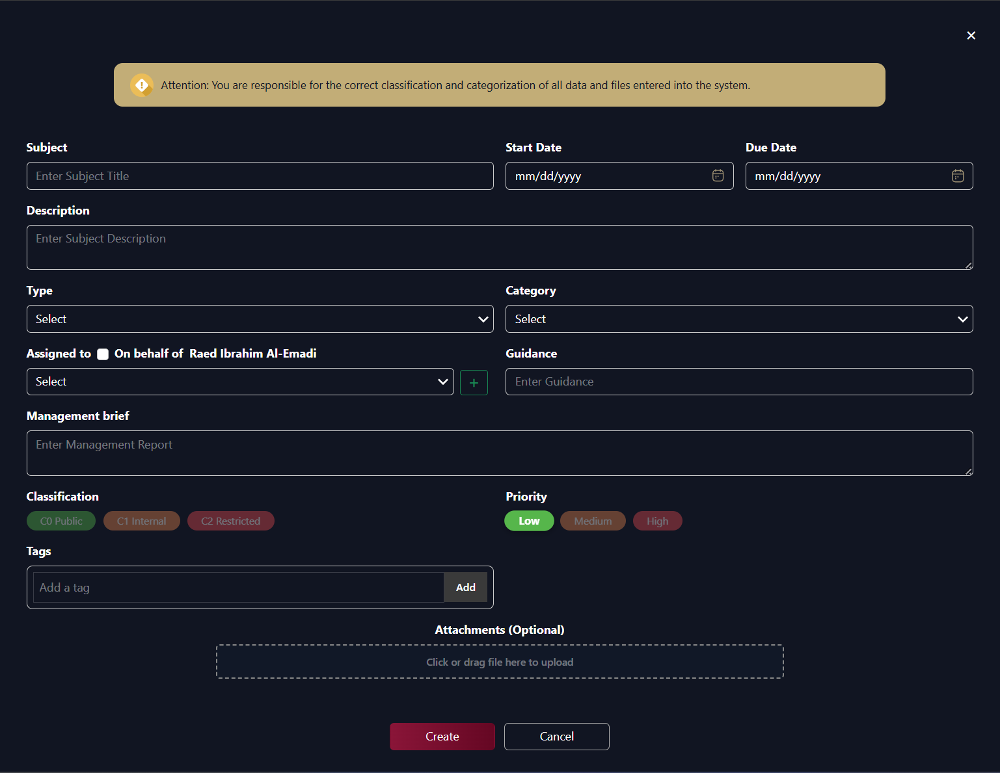 Attention: You are responsible for the correct classification and categorization of all data and files entered into the system.
Subject
Start Date
Due Date
Enter Subject Title
mm/dd/yyyy
mm/dd/yyyy
Description
Enter Subject Description
Type
Category
Select
Select
Assigned to On behalf of Raed Ibrahim Al-Emadi
Guidance
Select
+
Enter Guidance
Management brief
Enter Management Report
Classification
Priority
C0 Public
C1 Internal
C2 Restricted
Low
Medium
High
Tags
Add a tag
Add
Attachments (Optional)
Click or drag file here to upload
Create
Cancel